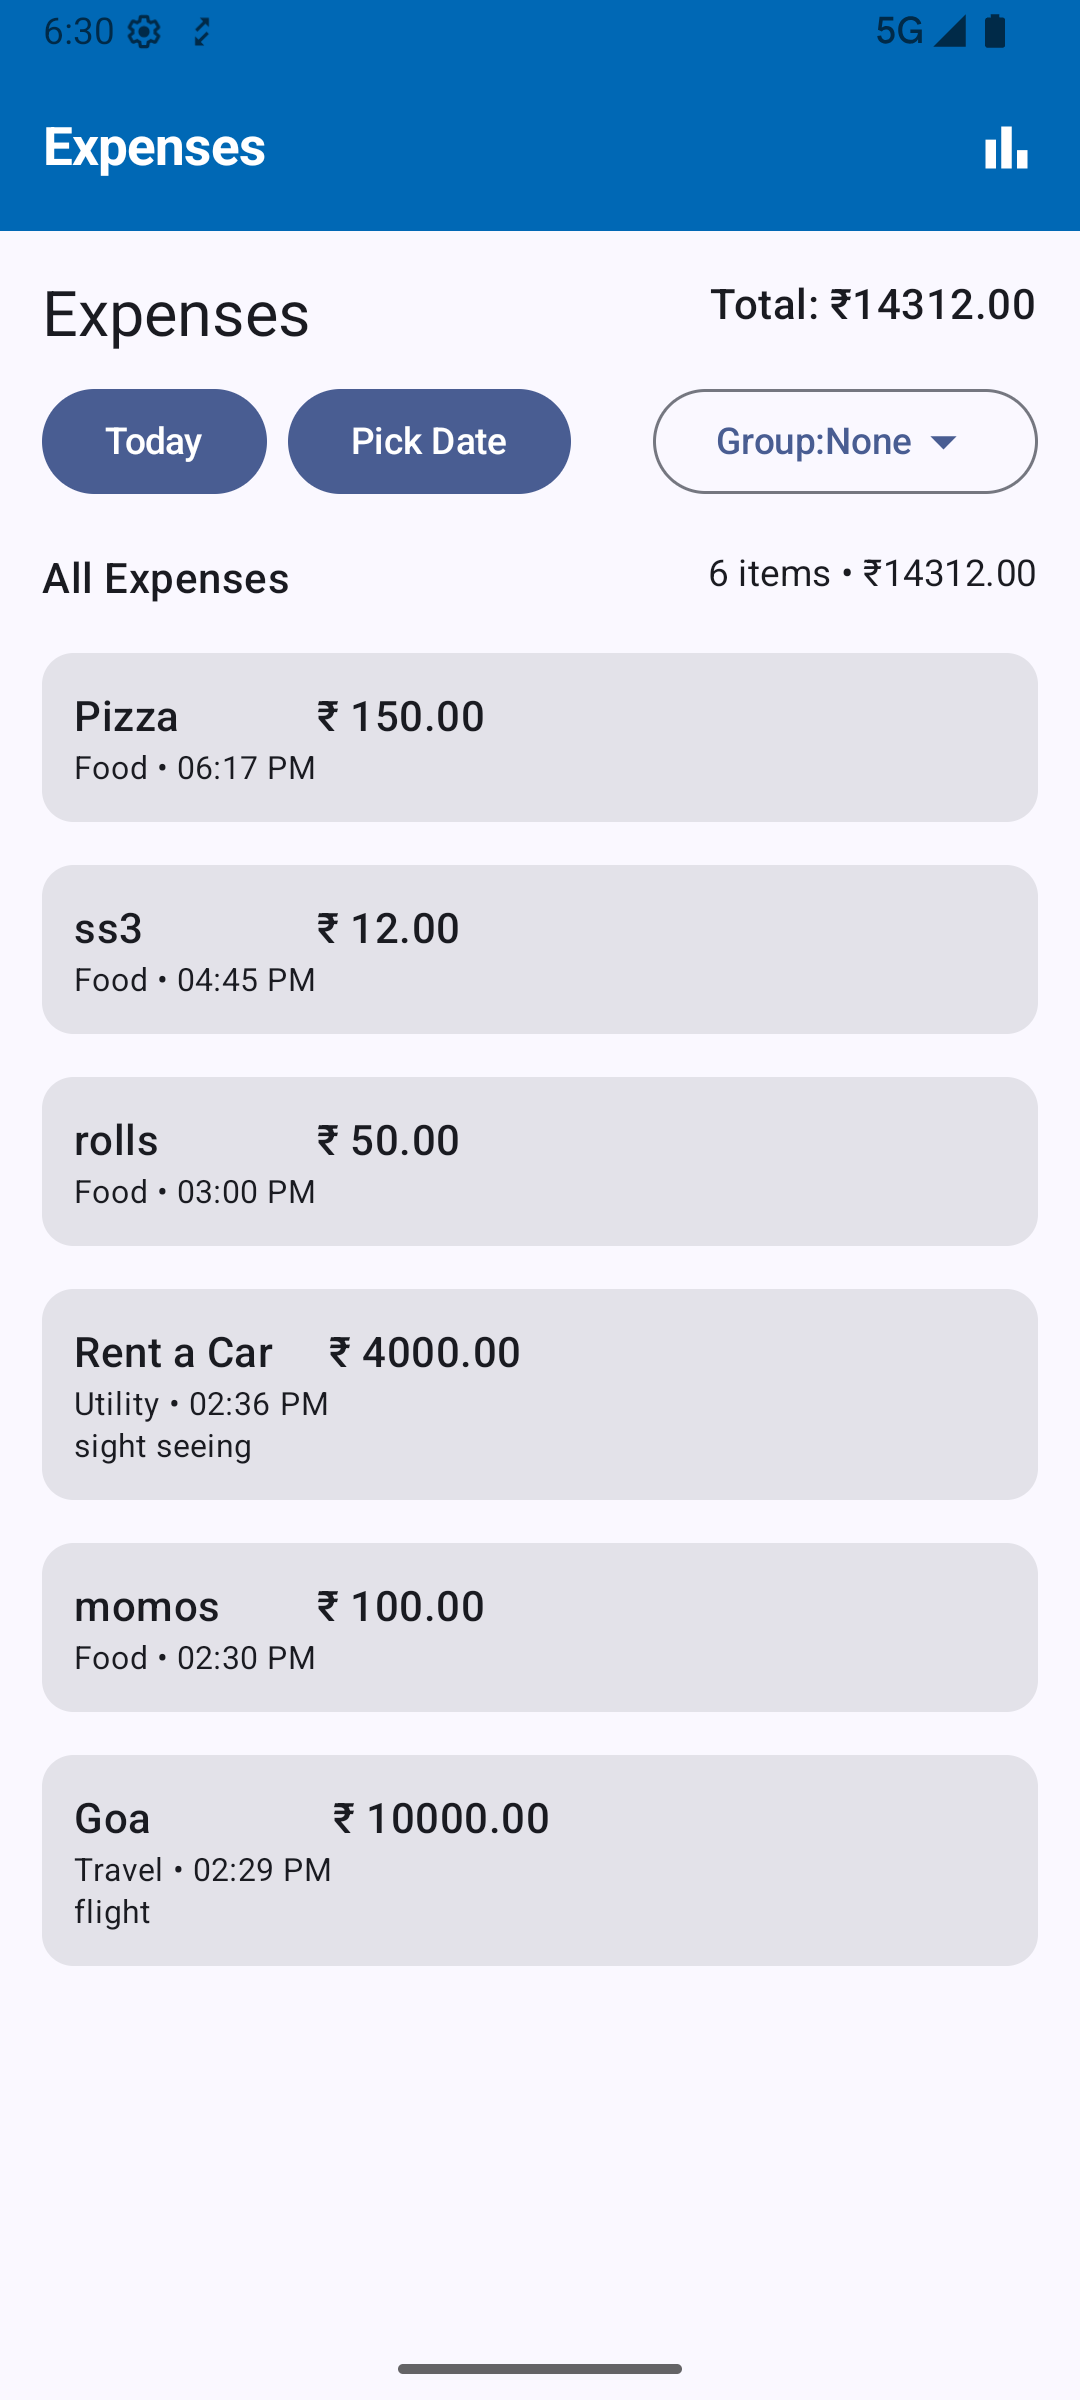 6:30 5G
Expenses
Expenses Total: ₹14312.00
Today Pick Date Group:None
All Expenses 6 items • ₹14312.00
Pizza ₹ 150.00
Food • 06:17 PM
ss3 ₹ 12.00
Food • 04:45 PM
rolls ₹ 50.00
Food • 03:00 PM
Rent a Car ₹ 4000.00
Utility • 02:36 PM
sight seeing
momos ₹ 100.00
Food • 02:30 PM
Goa ₹ 10000.00
Travel • 02:29 PM
flight